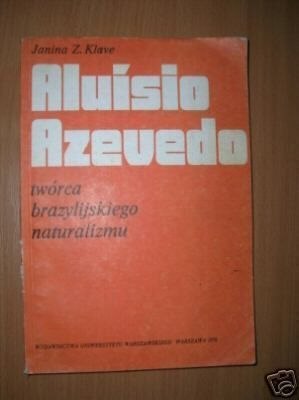 Janina Z. Klave
Aluísio
Azevedo
twórca
brazylijskiego
naturalizmu
WYDAWNICTWA UNIWERSYTETU WARSZAWSKIEGO WARSZAWA